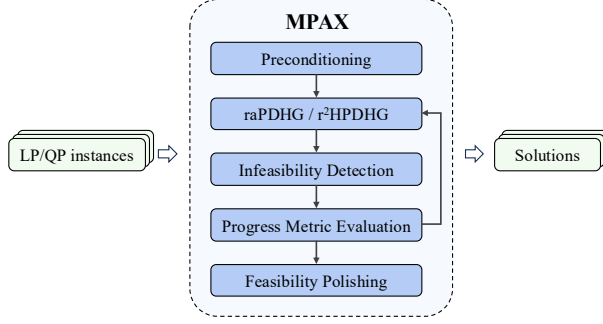 MPAX
Preconditioning
raPDHG / r²HPDHG
LP/QP instances
Infeasibility Detection
Solutions
Progress Metric Evaluation
Feasibility Polishing